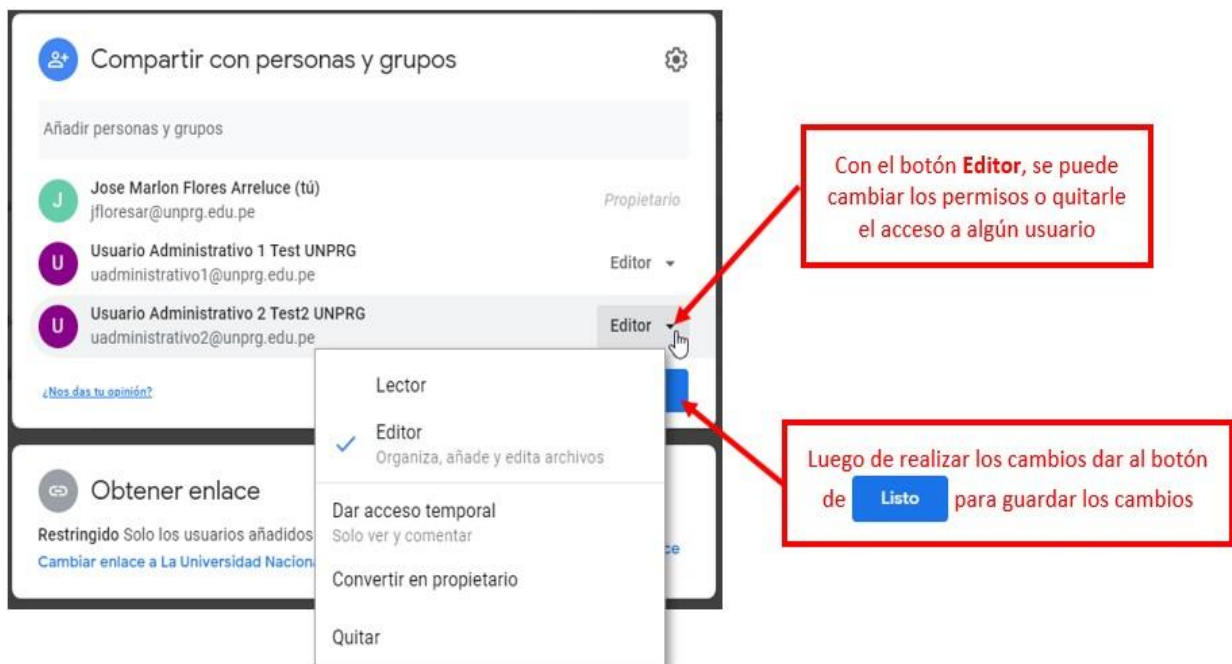 Compartir con personas y grupos
Añadir personas y grupos
J
Jose Marlon Flores Arreluce (tú)
jfloresar@unprg.edu.pe
Propietario
U
Usuario Administrativo 1 Test UNPRG
uadministrativo1@unprg.edu.pe
Editor
U
Usuario Administrativo 2 Test2 UNPRG
uadministrativo2@unprg.edu.pe
Editor
¿Nos das tu opinión?
Lector
Editor
Organiza, añade y edita archivos
Dar acceso temporal
Solo ver y comentar
Convertir en propietario
Quitar
Obtener enlace
Restringido Solo los usuarios añadidos
Cambiar enlace a La Universidad Nacion
Con el botón Editor, se puede
cambiar los permisos o quitarle
el acceso a algún usuario
Luego de realizar los cambios dar al botón
de Listo para guardar los cambios